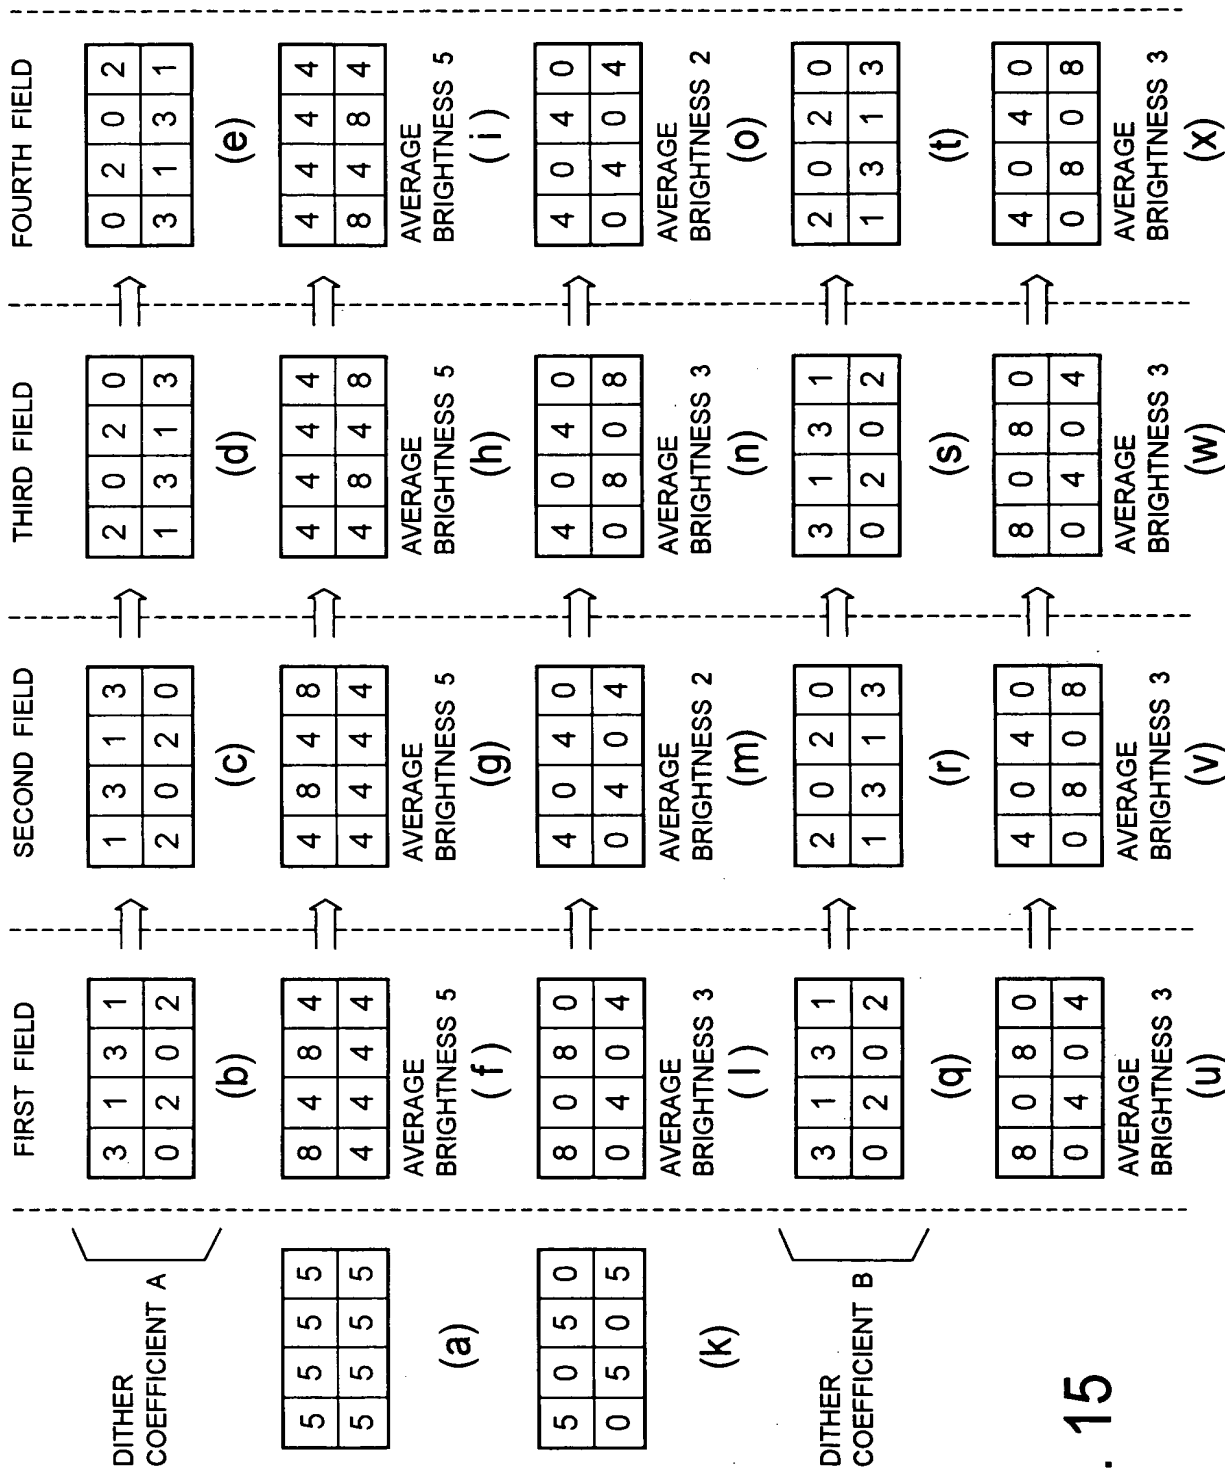 FIRST FIELD SECOND FIELD THIRD FIELD FOURTH FIELD
DITHER
COEFFICIENT A
3 1 3 1 1 3 1 3 2 0 2 0 0 2 0 2
0 2 0 2 2 0 2 0 1 3 1 3 3 1 3 1
(b) (c) (d) (e)
5 5 5 5 8 4 8 4 4 8 4 8 4 4 4 4 4 4 4 4
5 5 5 5 4 4 4 4 4 4 4 4 4 8 4 8 8 4 8 4
AVERAGE AVERAGE AVERAGE AVERAGE
BRIGHTNESS 5 BRIGHTNESS 5 BRIGHTNESS 5 BRIGHTNESS 5
(a) (f) (g) (h) (i)
5 0 5 0 8 0 8 0 4 0 4 0 4 0 4 0 4 0 4 0
0 5 0 5 0 4 0 4 0 4 0 4 0 8 0 8 0 4 0 4
AVERAGE AVERAGE AVERAGE AVERAGE
BRIGHTNESS 3 BRIGHTNESS 2 BRIGHTNESS 3 BRIGHTNESS 2
(k) (l) (m) (n) (o)
DITHER
COEFFICIENT B
3 1 3 1 2 0 2 0 3 1 3 1 2 0 2 0
0 2 0 2 1 3 1 3 0 2 0 2 1 3 1 3
(q) (r) (s) (t)
8 0 8 0 4 0 4 0 8 0 8 0 4 0 4 0
0 4 0 4 0 8 0 8 0 4 0 4 0 8 0 8
AVERAGE AVERAGE AVERAGE AVERAGE
BRIGHTNESS 3 BRIGHTNESS 3 BRIGHTNESS 3 BRIGHTNESS 3
(u) (v) (w) (x)
. 15